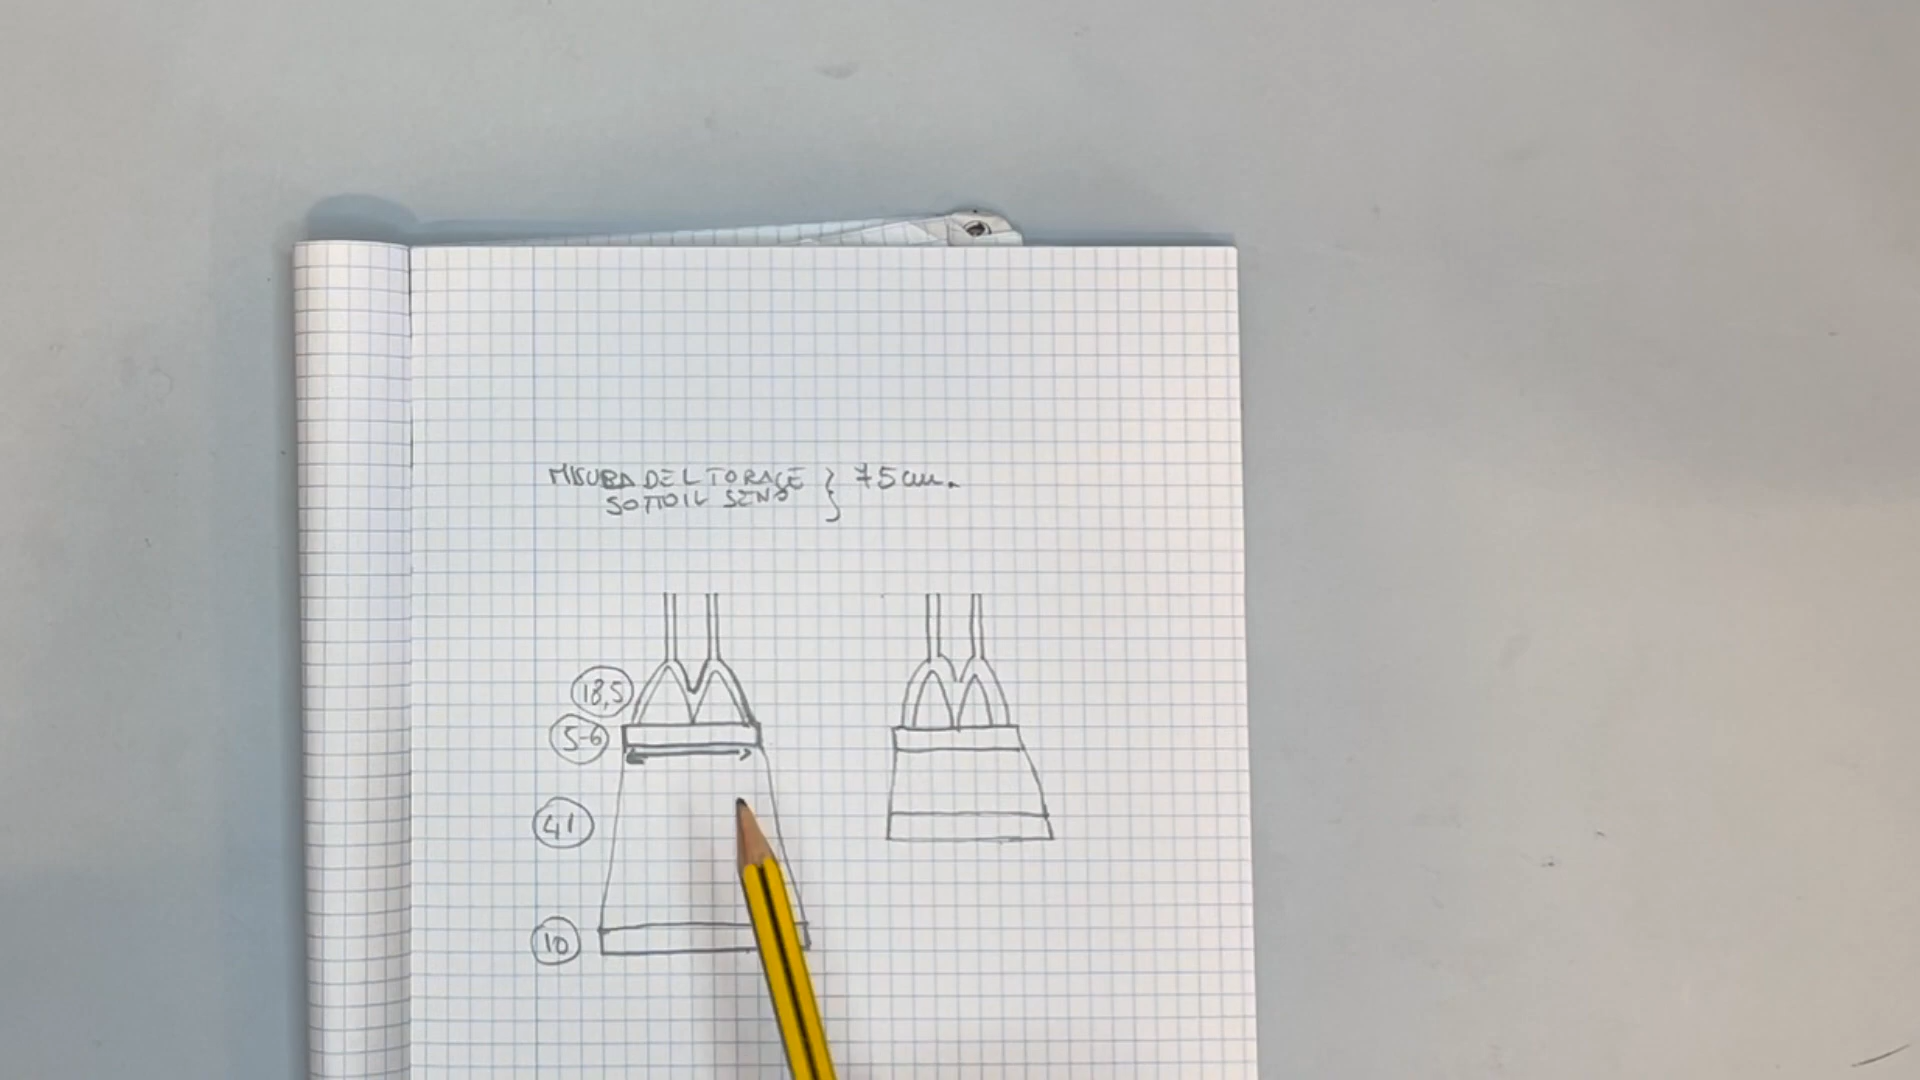 MISURA DEL TORACE } 75 cm.
SOTTO IL SENO
18,5
5-6
41
10